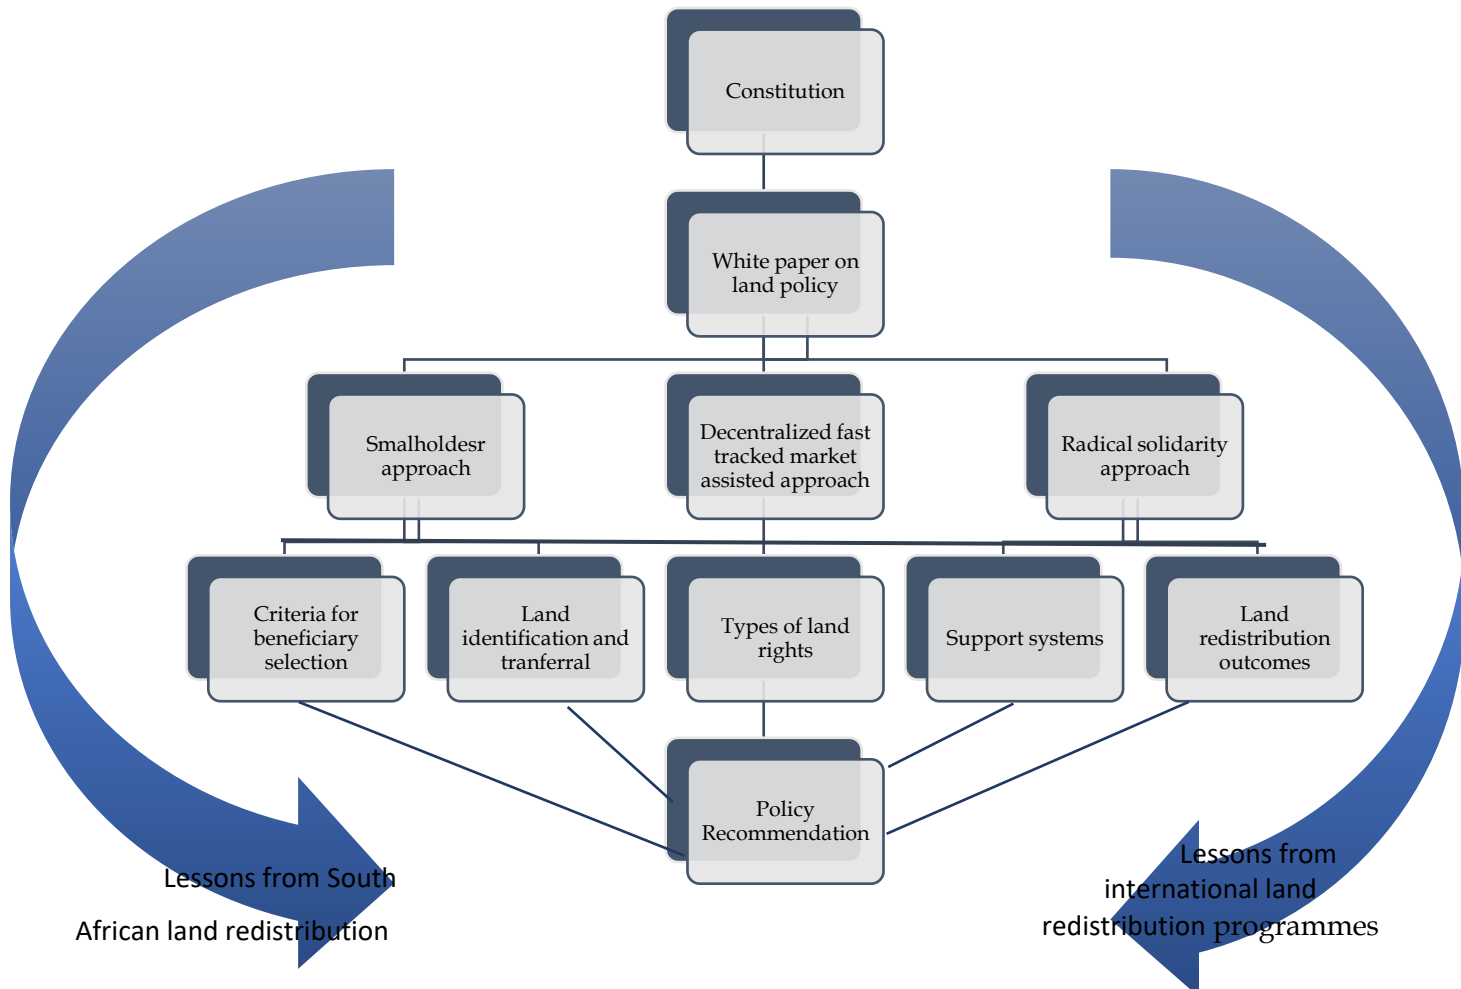 Constitution
White paper on
land policy
Smalholdesr
approach
Decentralized fast
tracked market
assisted approach
Radical solidarity
approach
Criteria for
beneficiary
selection
Land
identification and
tranferral
Types of land
rights
Support systems
Land
redistribution
outcomes
Policy
Recommendation
Lessons from South
African land redistribution
Lessons from
international land
redistribution programmes